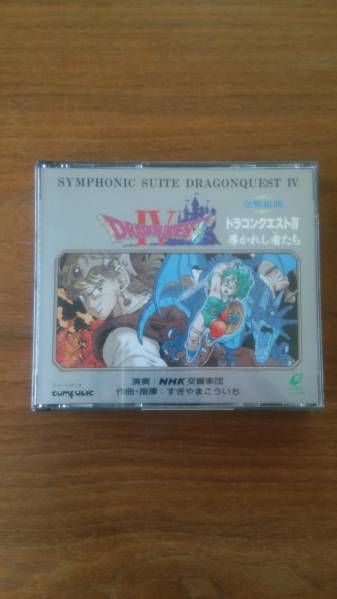 SYMPHONIC SUITE DRAGONQUEST IV
交響組曲
DRAGONQUEST
IV
ドラゴンクエストIV
導かれし者たち
演奏:NHK交響楽団
作曲・指揮:すぎやまこういち